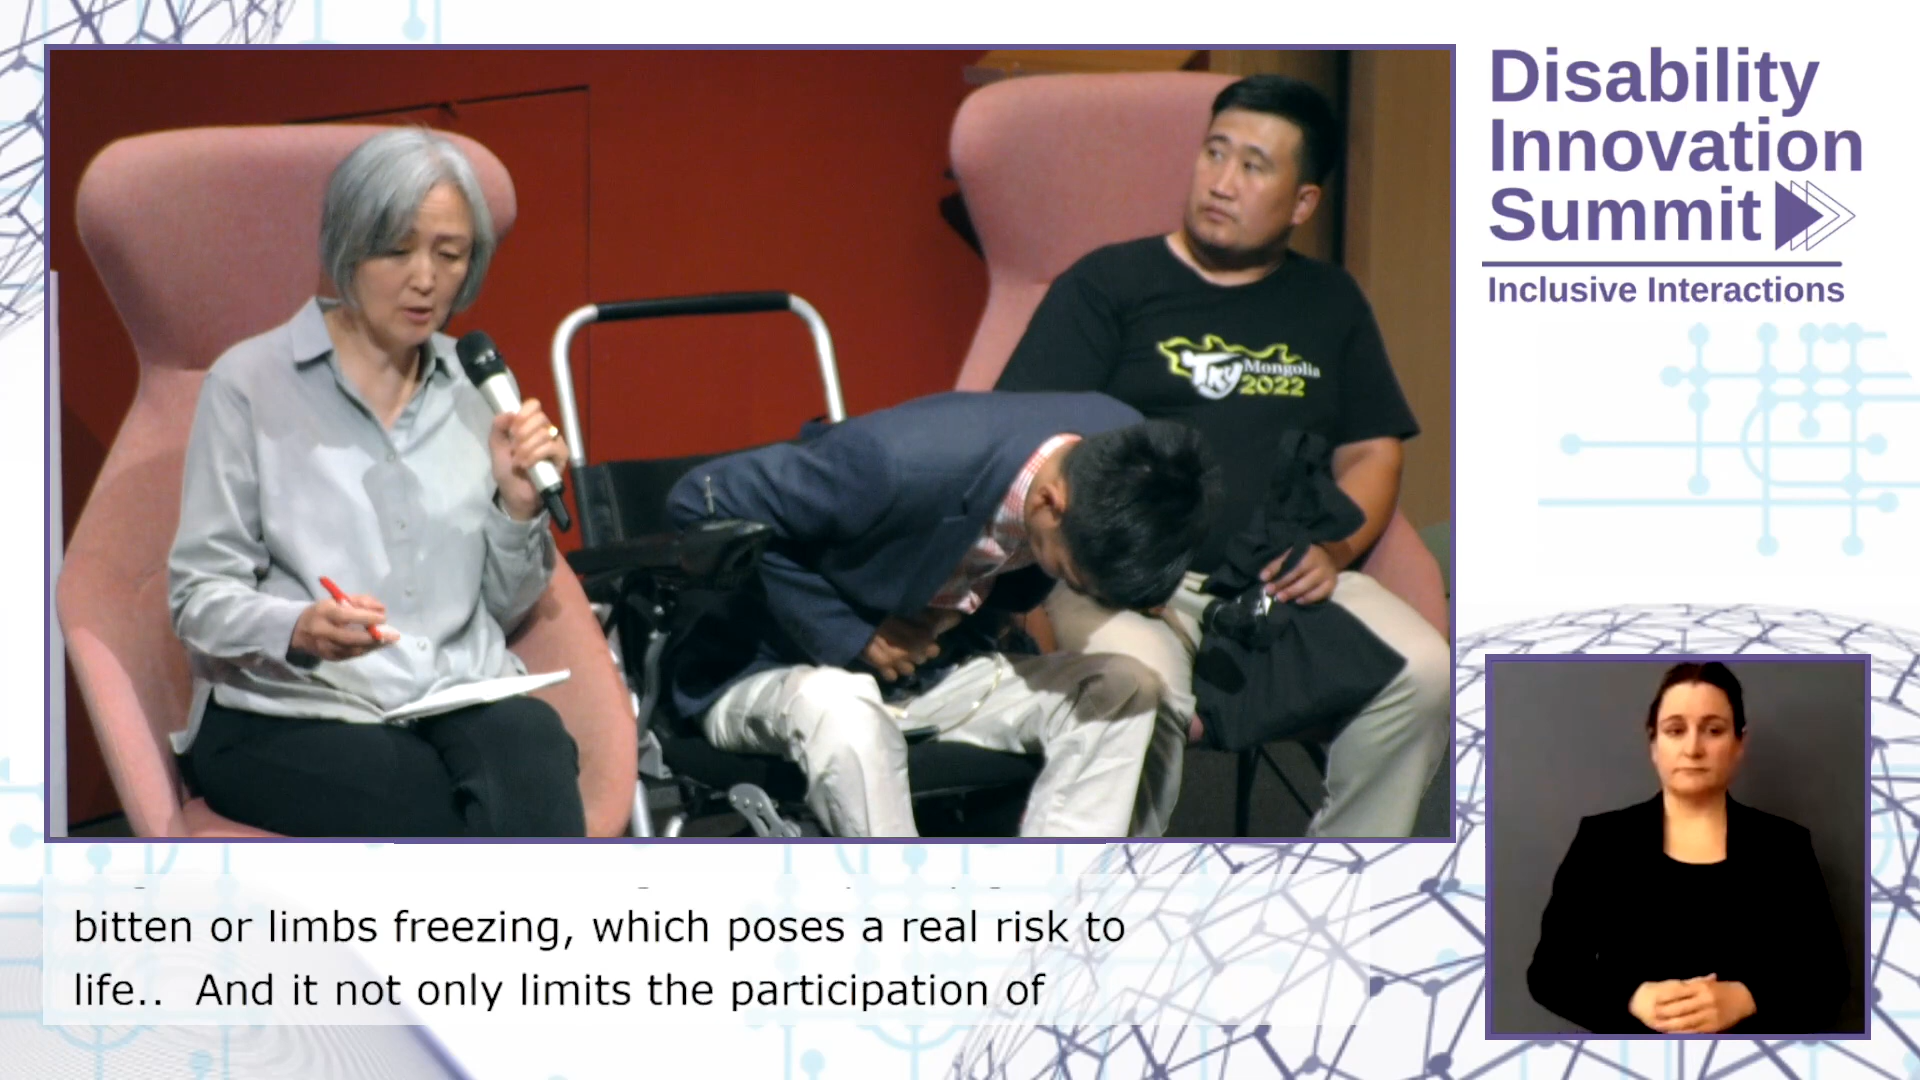 Disability
Innovation
Summit
Inclusive Interactions
Mongolia
2022
bitten or limbs freezing, which poses a real risk to
life..  And it not only limits the participation of